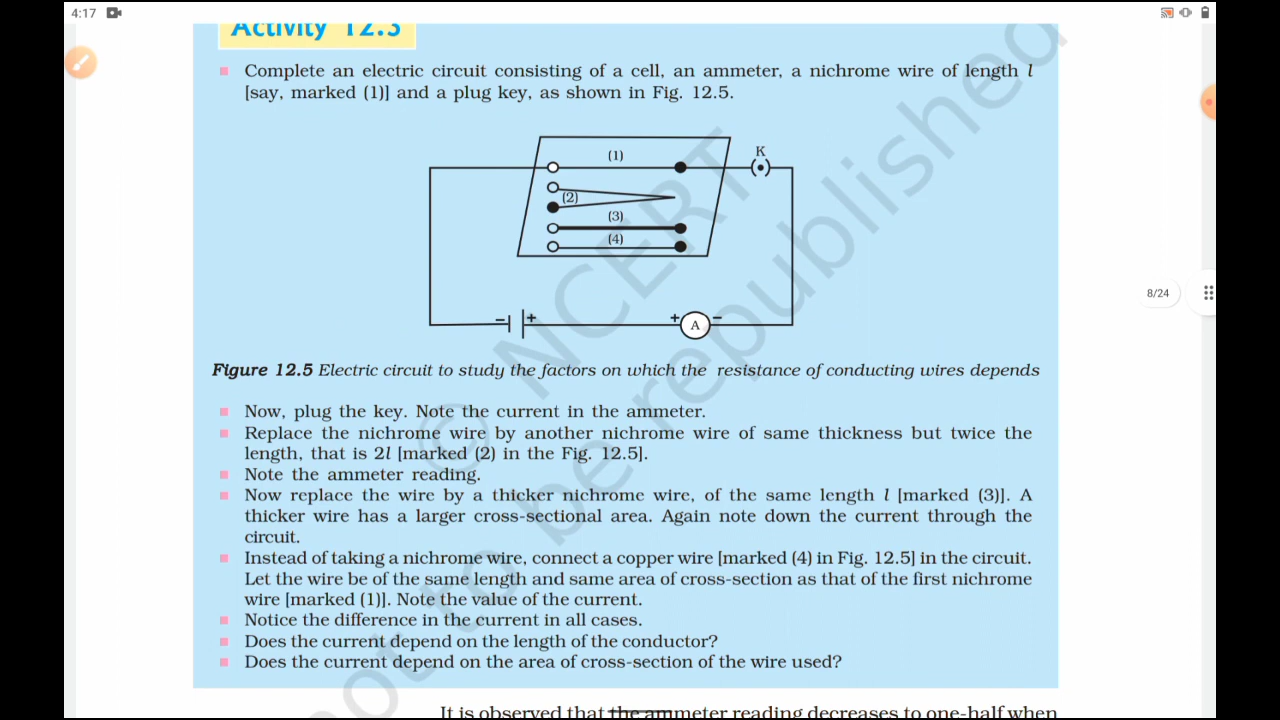 4:17
Activity 12.3
Complete an electric circuit consisting of a cell, an ammeter, a nichrome wire of length l
[say, marked (1)] and a plug key, as shown in Fig. 12.5.
(1)
K
(2)
(3)
(4)
8/24
– + + A –
Figure 12.5 Electric circuit to study the factors on which the resistance of conducting wires depends
Now, plug the key. Note the current in the ammeter.
Replace the nichrome wire by another nichrome wire of same thickness but twice the
length, that is 2l [marked (2) in the Fig. 12.5].
Note the ammeter reading.
Now replace the wire by a thicker nichrome wire, of the same length l [marked (3)]. A
thicker wire has a larger cross-sectional area. Again note down the current through the
circuit.
Instead of taking a nichrome wire, connect a copper wire [marked (4) in Fig. 12.5] in the circuit.
Let the wire be of the same length and same area of cross-section as that of the first nichrome
wire [marked (1)]. Note the value of the current.
Notice the difference in the current in all cases.
Does the current depend on the length of the conductor?
Does the current depend on the area of cross-section of the wire used?
It is observed that the ammeter reading decreases to one-half when
© NCERT
not to be republished